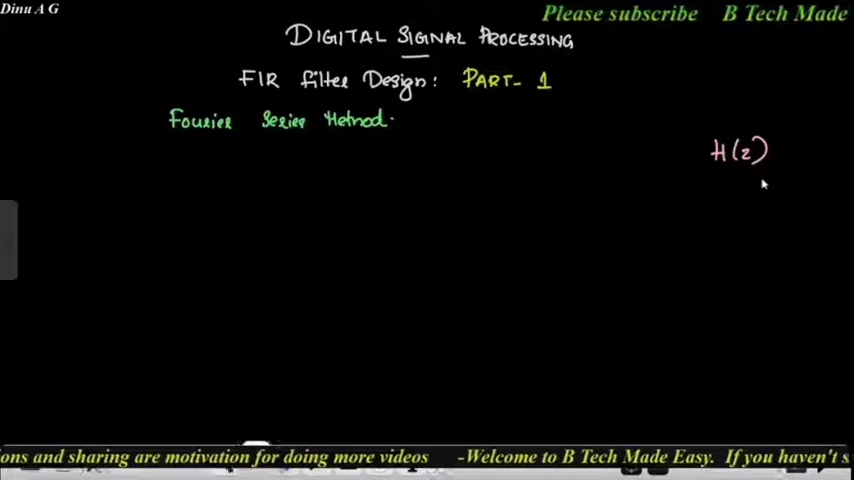 Dinu A G
Please subscribe B Tech Made
DIGITAL SIGNAL PROCESSING
FIR filter Design: PART-1
Fourier Series Method.
H(z)
ions and sharing are motivation for doing more videos -Welcome to B Tech Made Easy. If you haven't s